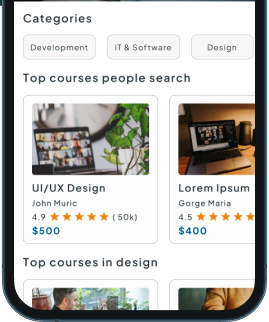 Categories
Development IT & Software Design
Top courses people search
UI/UX Design
John Muric
4.9 ★★★★★ (50k)
$500
Lorem Ipsum
Gorge Maria
4.5 ★★★★★
$400
Top courses in design